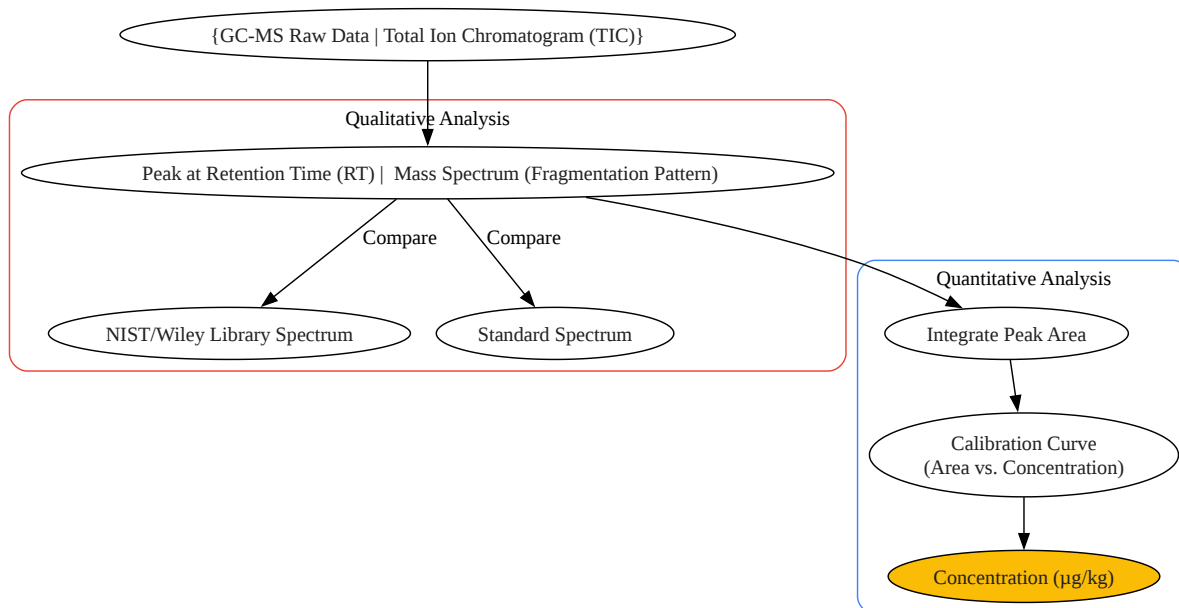 {GC-MS Raw Data | Total Ion Chromatogram (TIC)}
Qualitative Analysis
Peak at Retention Time (RT) |  Mass Spectrum (Fragmentation Pattern)
Compare
Compare
NIST/Wiley Library Spectrum
Standard Spectrum
Quantitative Analysis
Integrate Peak Area
Calibration Curve
(Area vs. Concentration)
Concentration (µg/kg)